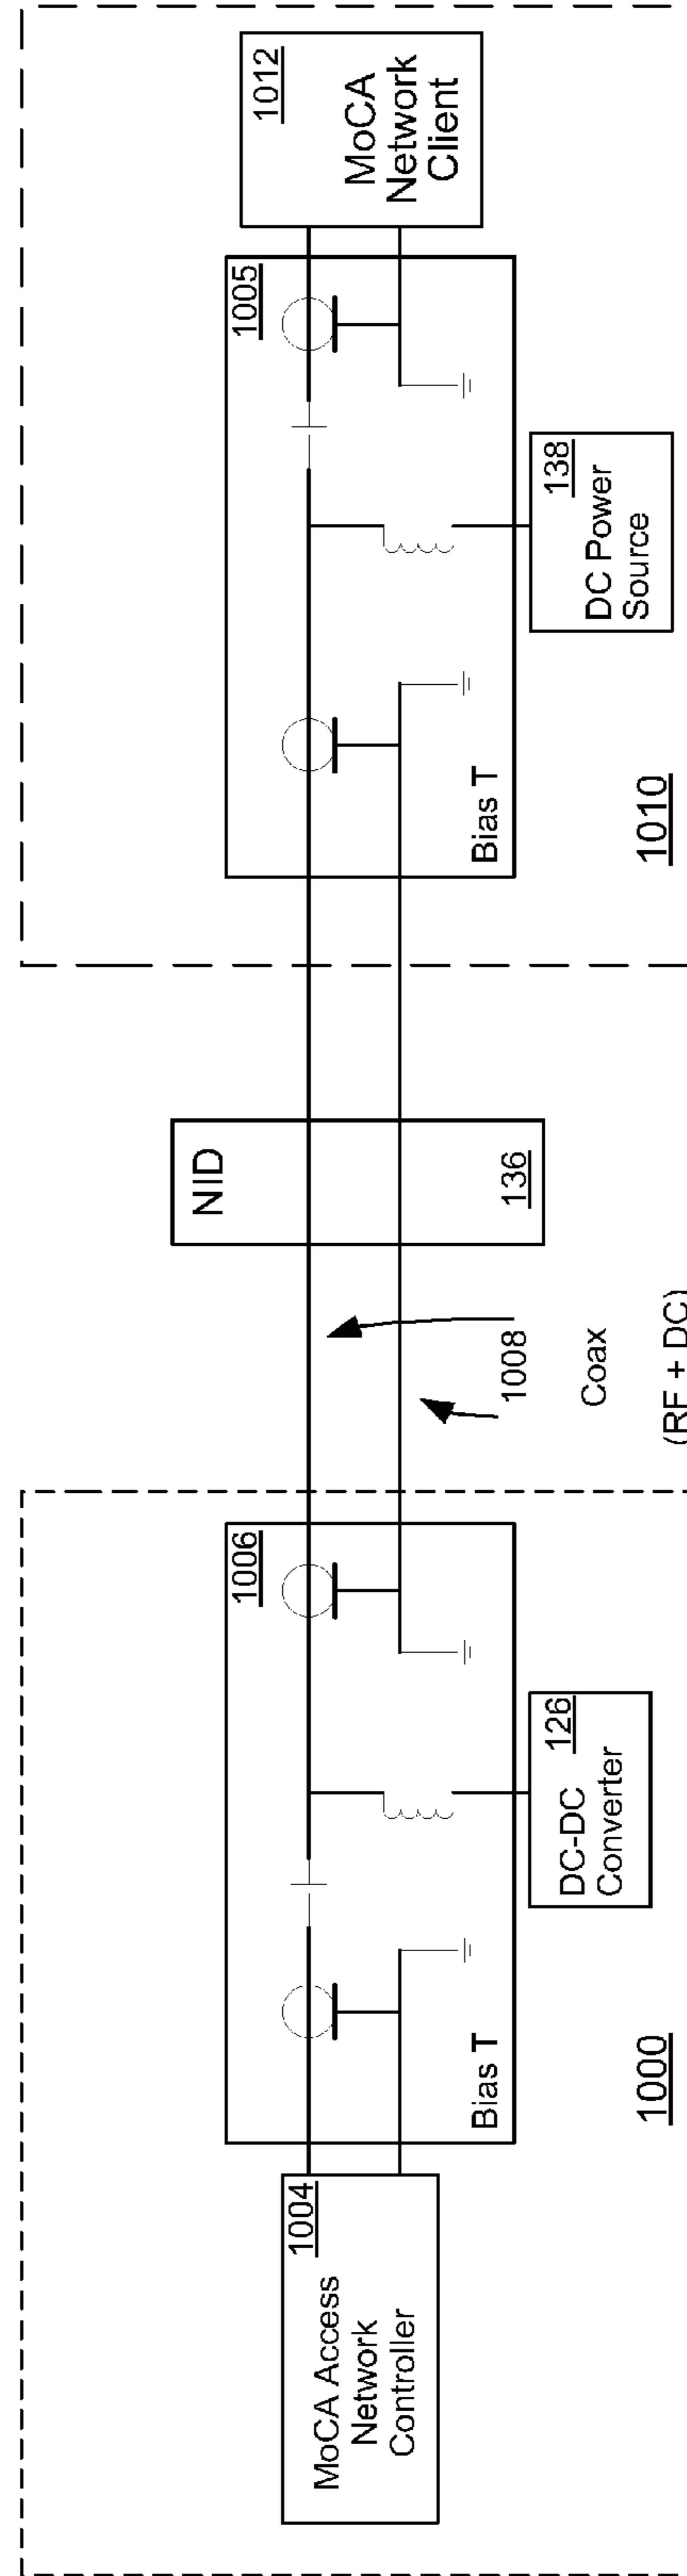 1004
MoCA Access
Network
Controller
1006
Bias T
126
DC-DC
Converter
1000
1008
Coax
(RF + DC)
NID
136
1005
Bias T
138
DC Power
Source
1010
1012
MoCA
Network
Client